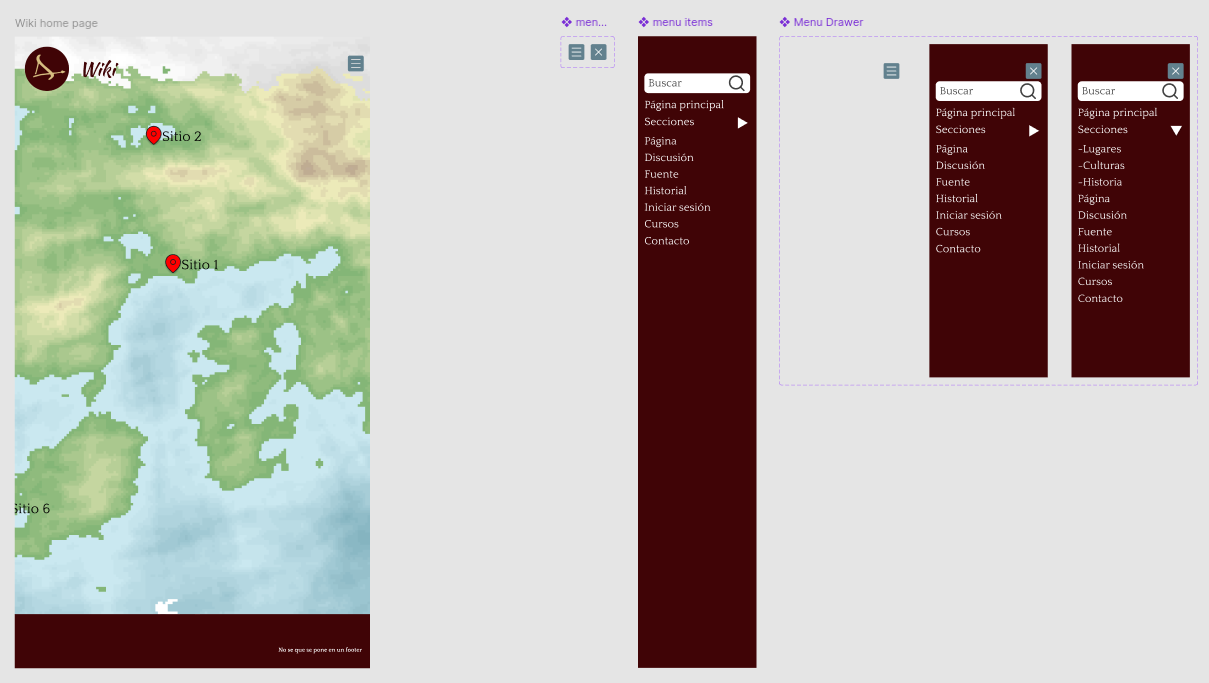 Wiki home page
men...
menu items
Menu Drawer
Wiki
Sitio 2
Sitio 1
Sitio 6
No se que se pone en un footer
Buscar
Página principal
Secciones
Página
Discusión
Fuente
Historial
Iniciar sesión
Cursos
Contacto
Buscar
Página principal
Secciones
Página
Discusión
Fuente
Historial
Iniciar sesión
Cursos
Contacto
Buscar
Página principal
Secciones
-Lugares
-Culturas
-Historia
Página
Discusión
Fuente
Historial
Iniciar sesión
Cursos
Contacto